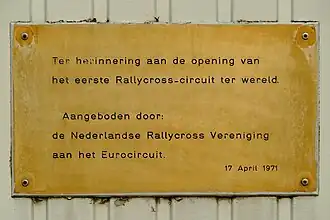 Ter herinnering aan de opening van
het eerste Rallycross-circuit ter wereld.
Aangeboden door:
de Nederlandse Rallycross Vereniging
aan het Eurocircuit.
17 April 1971